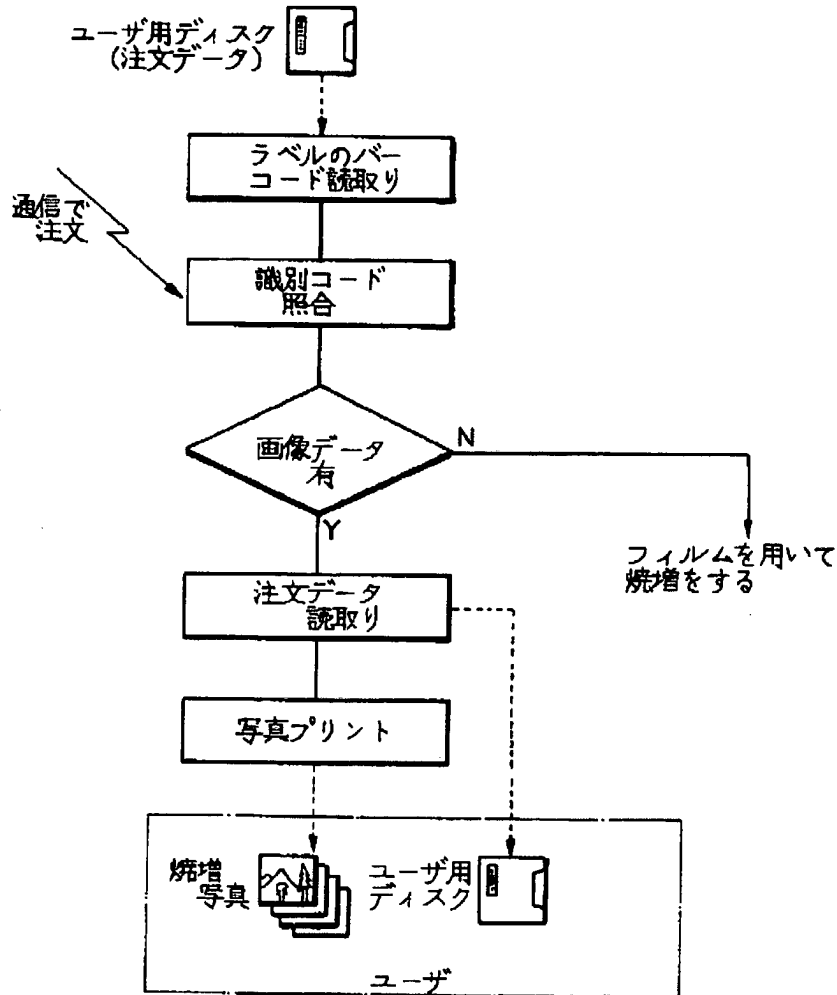 ユーザ用ディスク
(注文データ)
ラベルのバー
コード読取り
通信で
注文
識別コード
照合
画像データ
有
N
Y
フィルムを用いて
焼増をする
注文データ
読取り
写真プリント
焼増
写真
ユーザ用
ディスク
ユーザ